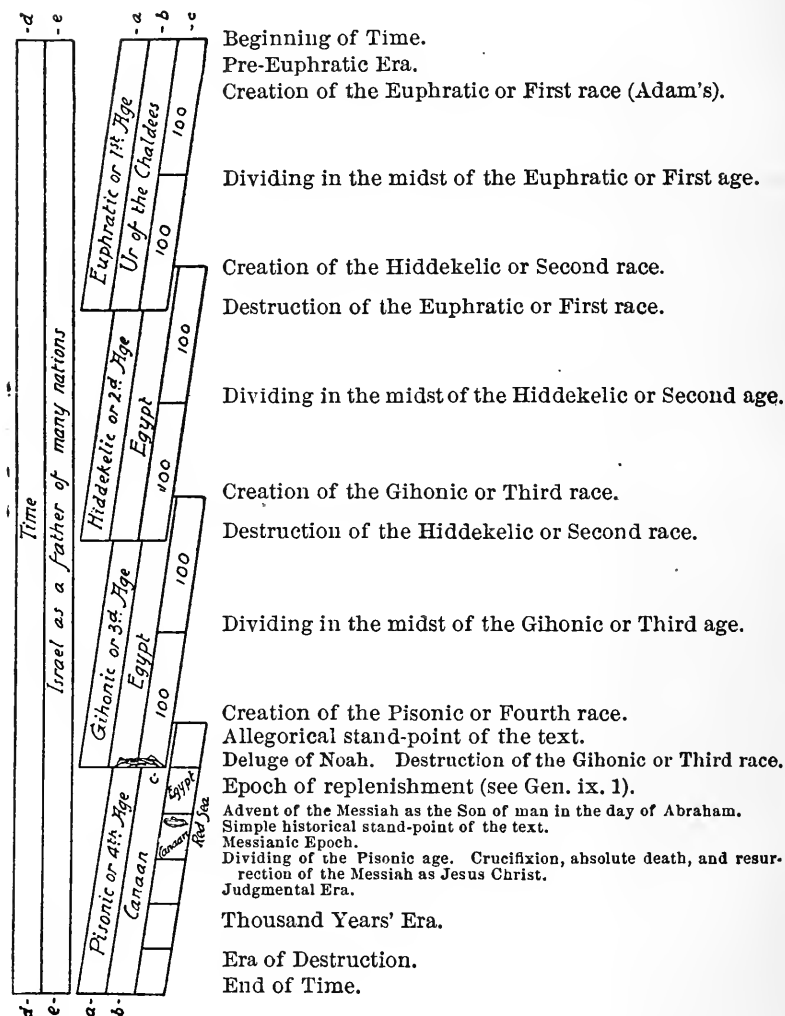 -d
-e
-a
-b
-c
Time
Israel as a father of many nations
Euphratic or 1st Age
Ur of the Chaldees
100
100
Hiddekelic or 2d Age
Egypt
100
100
Gihonic or 3d Age
Egypt
100
100
Pisonic or 4th Age
Canaan
c-
Egypt
Canaan
Red Sea
d-
e-
a-
b-
Beginning of Time.
Pre-Euphratic Era.
Creation of the Euphratic or First race (Adam's).
Dividing in the midst of the Euphratic or First age.
Creation of the Hiddekelic or Second race.
Destruction of the Euphratic or First race.
Dividing in the midst of the Hiddekelic or Second age.
Creation of the Gihonic or Third race.
Destruction of the Hiddekelic or Second race.
Dividing in the midst of the Gihonic or Third age.
Creation of the Pisonic or Fourth race.
Allegorical stand-point of the text.
Deluge of Noah. Destruction of the Gihonic or Third race.
Epoch of replenishment (see Gen. ix. 1).
Advent of the Messiah as the Son of man in the day of Abraham.
Simple historical stand-point of the text.
Messianic Epoch.
Dividing of the Pisonic age. Crucifixion, absolute death, and resur-
rection of the Messiah as Jesus Christ.
Judgmental Era.
Thousand Years' Era.
Era of Destruction.
End of Time.